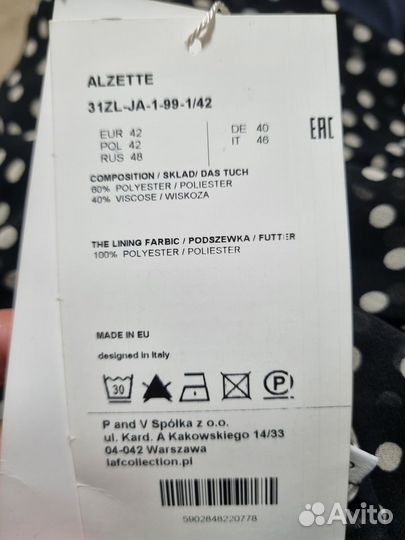 ALZETTE
31ZL-JA-1-99-1/42
EUR 42 DE 40
POL 42 IT 46
RUS 48
EAC
COMPOSITION / SKLAD/ DAS TUCH
60% POLYESTER / POLIESTER
40% VISCOSE / WISKOZA
THE LINING FARBIC / PODSZEWKA / FUTTER
100% POLYESTER / POLIESTER
MADE IN EU
designed in Italy
30
P
P and V Spółka z o.o.
ul. Kard. A Kakowskiego 14/33
04-042 Warszawa
lafcollection.pl
5902848220778
Avito